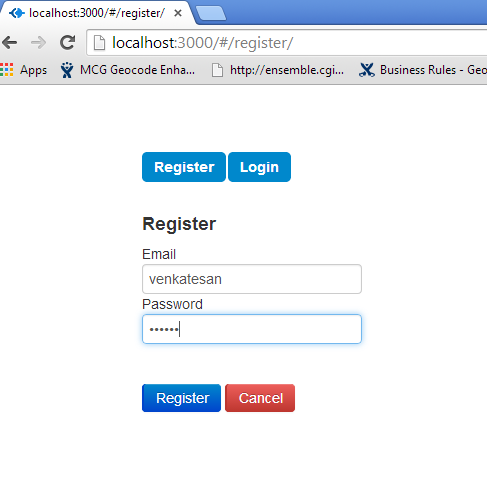 localhost:3000/#/register/
localhost:3000/#/register/
Apps MCG Geocode Enha... http://ensemble.cgi... Business Rules - Geo
Register Login
Register
Email
venkatesan
Password
••••••
Register Cancel